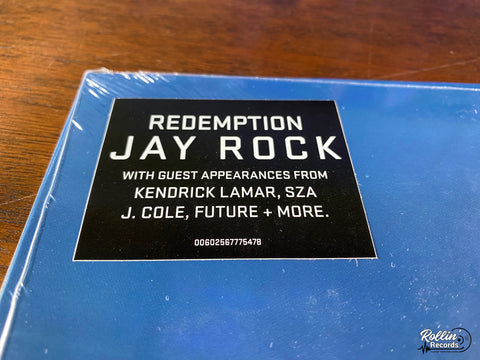 REDEMPTION
JAY ROCK
WITH GUEST APPEARANCES FROM
KENDRICK LAMAR, SZA
J. COLE, FUTURE + MORE.
00602567775478
Rollin
Records